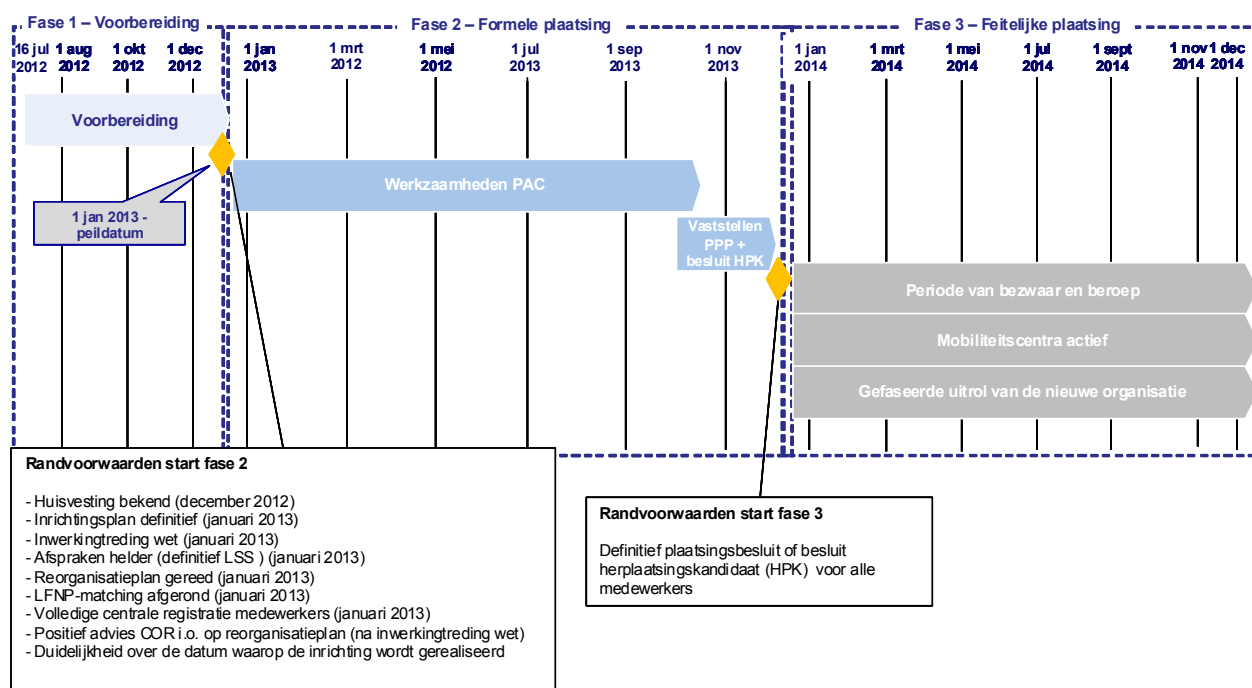 Fase 1 – Voorbereiding
Fase 2 – Formele plaatsing
Fase 3 – Feitelijke plaatsing
16 jul
2012
1 aug
2012
1 okt
2012
1 dec
2012
1 jan
2013
1 mrt
2012
1 mei
2012
1 jul
2013
1 sep
2013
1 nov
2013
1 jan
2014
1 mrt
2014
1 mei
2014
1 jul
2014
1 sept
2014
1 nov
2014
1 dec
2014
Voorbereiding
Werkzaamheden PAC
1 jan 2013 -
peildatum
Vaststellen
PPP +
besluit HPK
Periode van bezwaar en beroep
Mobiliteitscentra actief
Gefaseerde uitrol van de nieuwe organisatie
Randvoorwaarden start fase 2
- Huisvesting bekend (december 2012)
- Inrichtingsplan definitief (januari 2013)
- Inwerkingtreding wet (januari 2013)
- Afspraken helder (definitief LSS ) (januari 2013)
- Reorganisatieplan gereed (januari 2013)
- LFNP-matching afgerond (januari 2013)
- Volledige centrale registratie medewerkers (januari 2013)
- Positief advies COR i.o. op reorganisatieplan (na inwerkingtreding wet)
- Duidelijkheid over de datum waarop de inrichting wordt gerealiseerd
Randvoorwaarden start fase 3
Definitief plaatsingsbesluit of besluit
herplaatsingskandidaat (HPK) voor alle
medewerkers